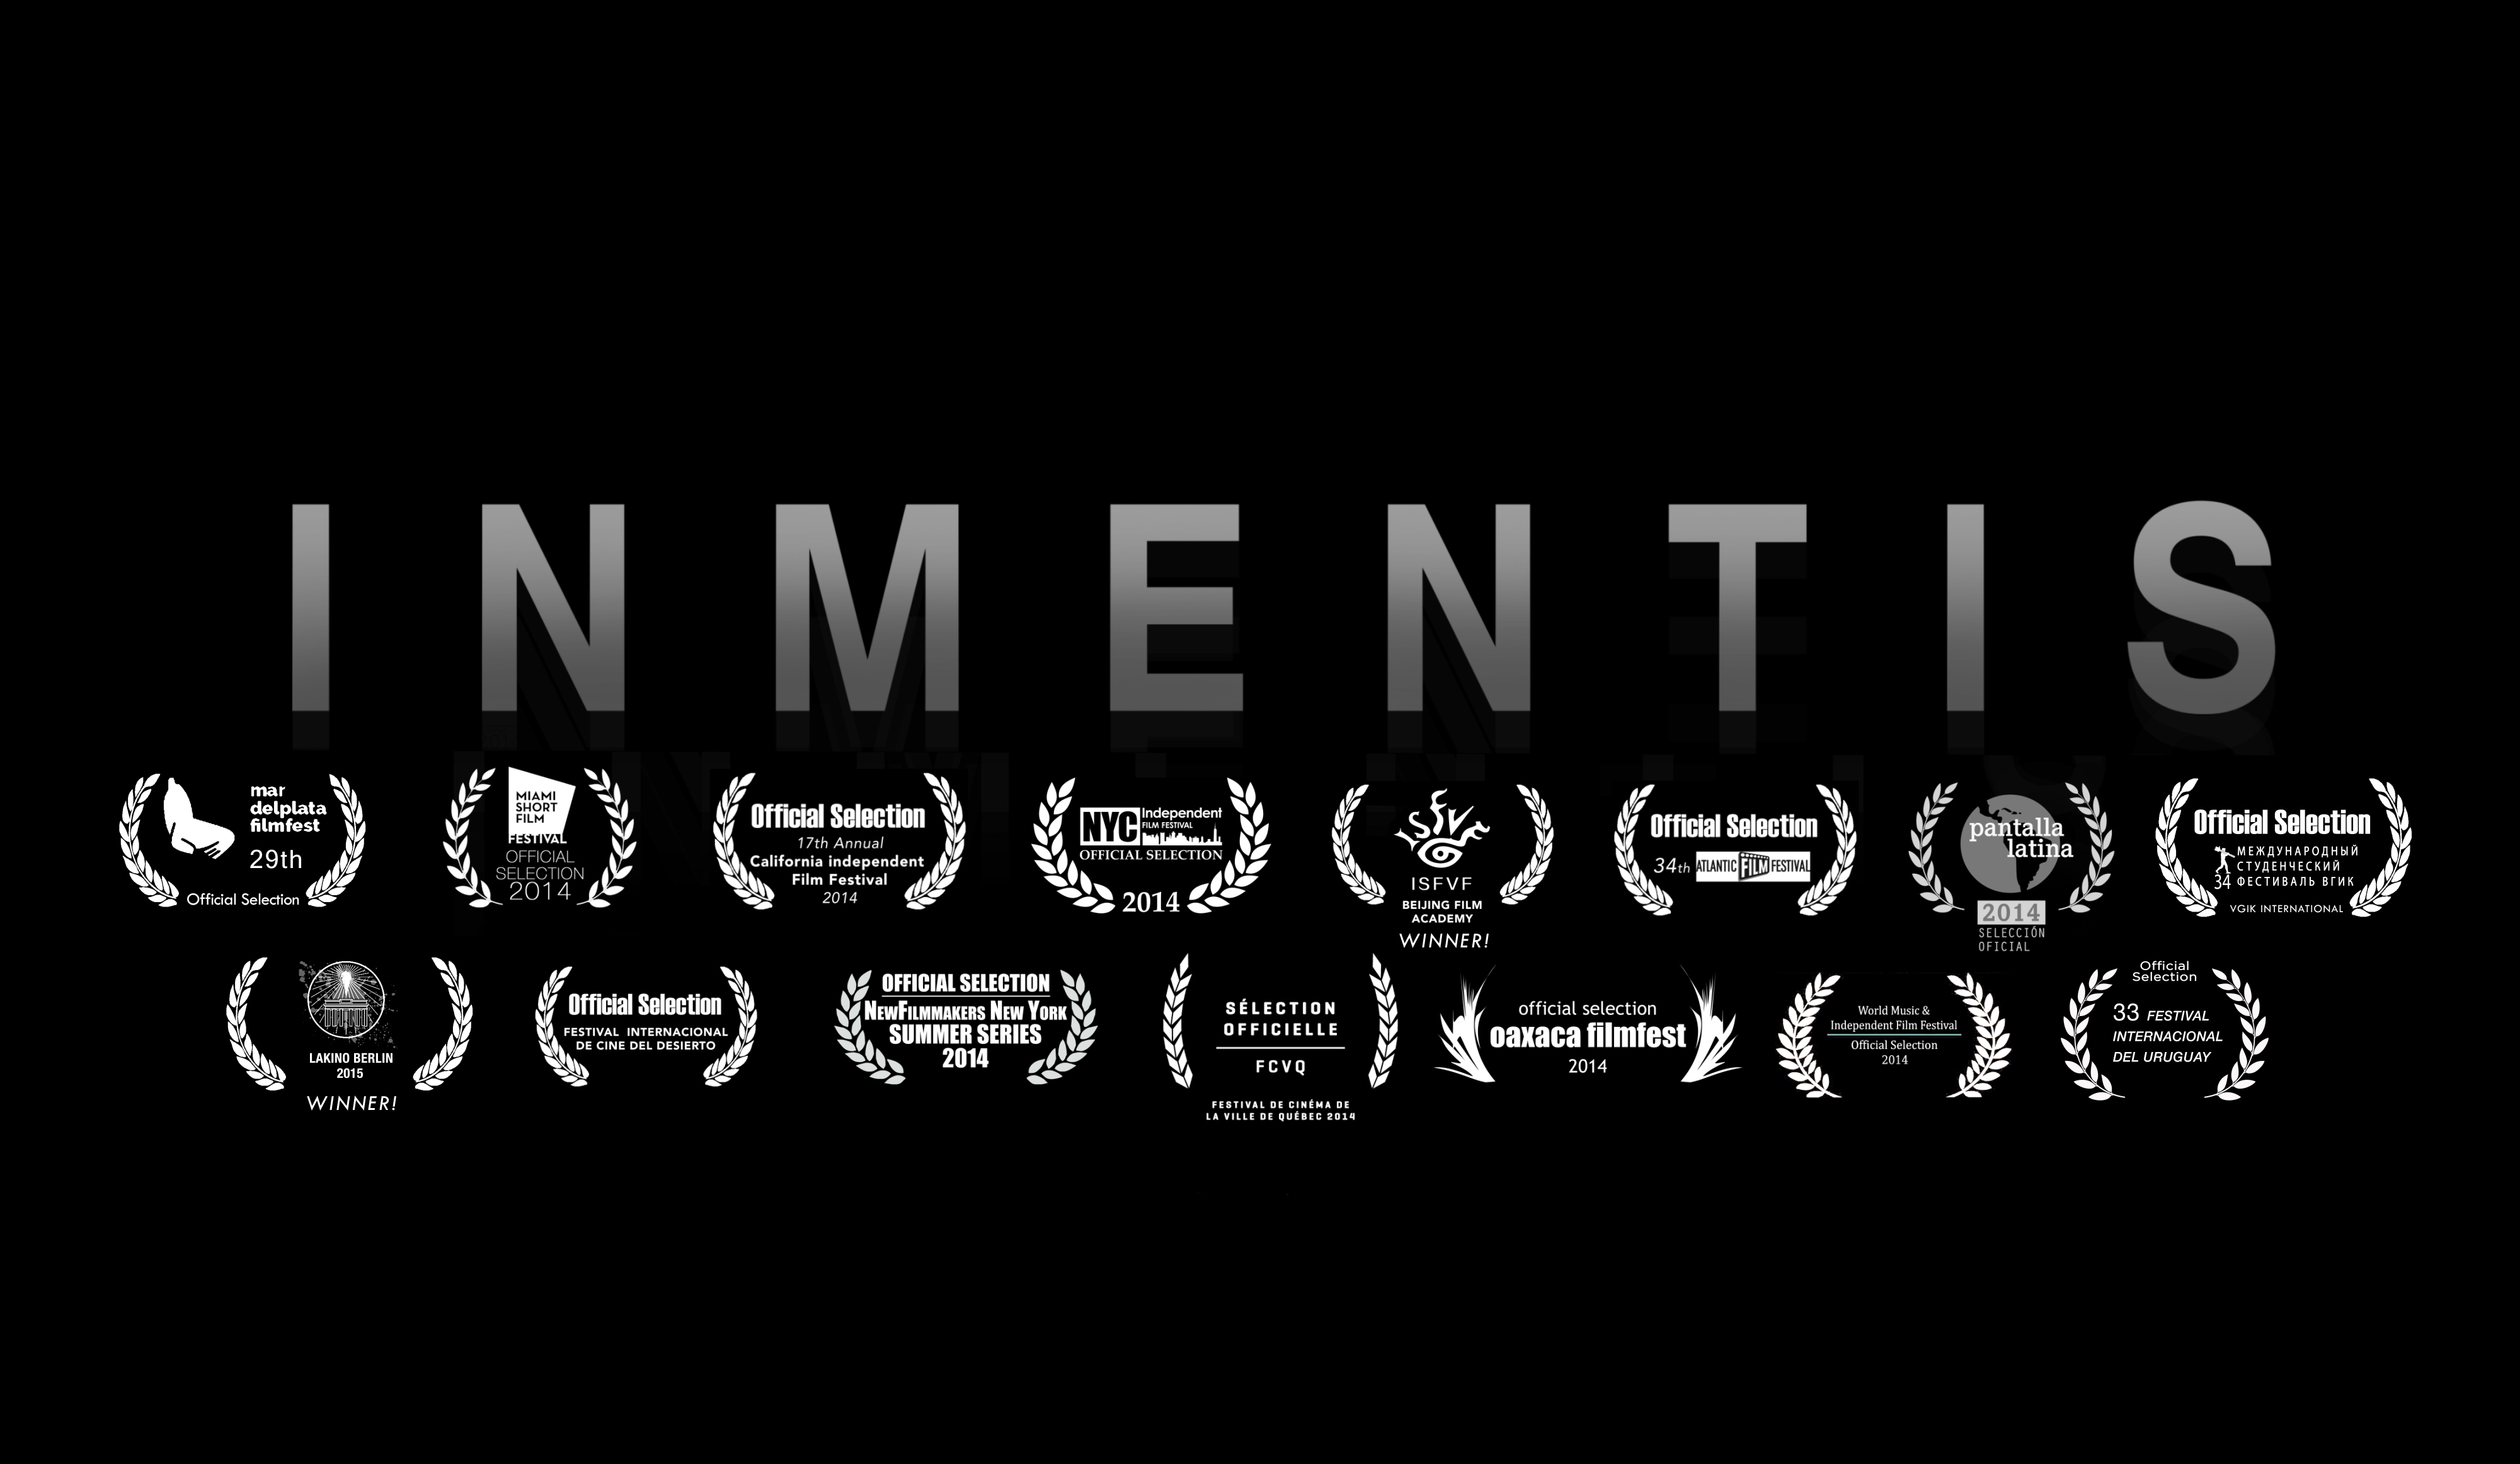 INMENTIS
mar
delplata
filmfest
29th
Official Selection
MIAMI
SHORT
FILM
FESTIVAL
OFFICIAL
SELECTION
2014
Official Selection
17th Annual
California independent
Film Festival
2014
NYC Independent
FILM FESTIVAL
OFFICIAL SELECTION
2014
ISFVF
ISFVF
BEIJING FILM
ACADEMY
WINNER!
Official Selection
34th ATLANTIC FILM FESTIVAL
pantalla
latina
2014
SELECCIÓN
OFICIAL
Official Selection
МЕЖДУНАРОДНЫЙ
СТУДЕНЧЕСКИЙ
34 ФЕСТИВАЛЬ ВГИК
VGIK INTERNATIONAL
LAKINO BERLIN
2015
WINNER!
Official Selection
FESTIVAL INTERNACIONAL
DE CINE DEL DESIERTO
OFFICIAL SELECTION
NEWFILMMAKERS NEW YORK
SUMMER SERIES
2014
SÉLECTION
OFFICIELLE
FCVQ
FESTIVAL DE CINÉMA DE
LA VILLE DE QUÉBEC 2014
official selection
oaxaca filmfest
2014
World Music &
Independent Film Festival
Official Selection
2014
Official
Selection
33 FESTIVAL
INTERNACIONAL
DEL URUGUAY